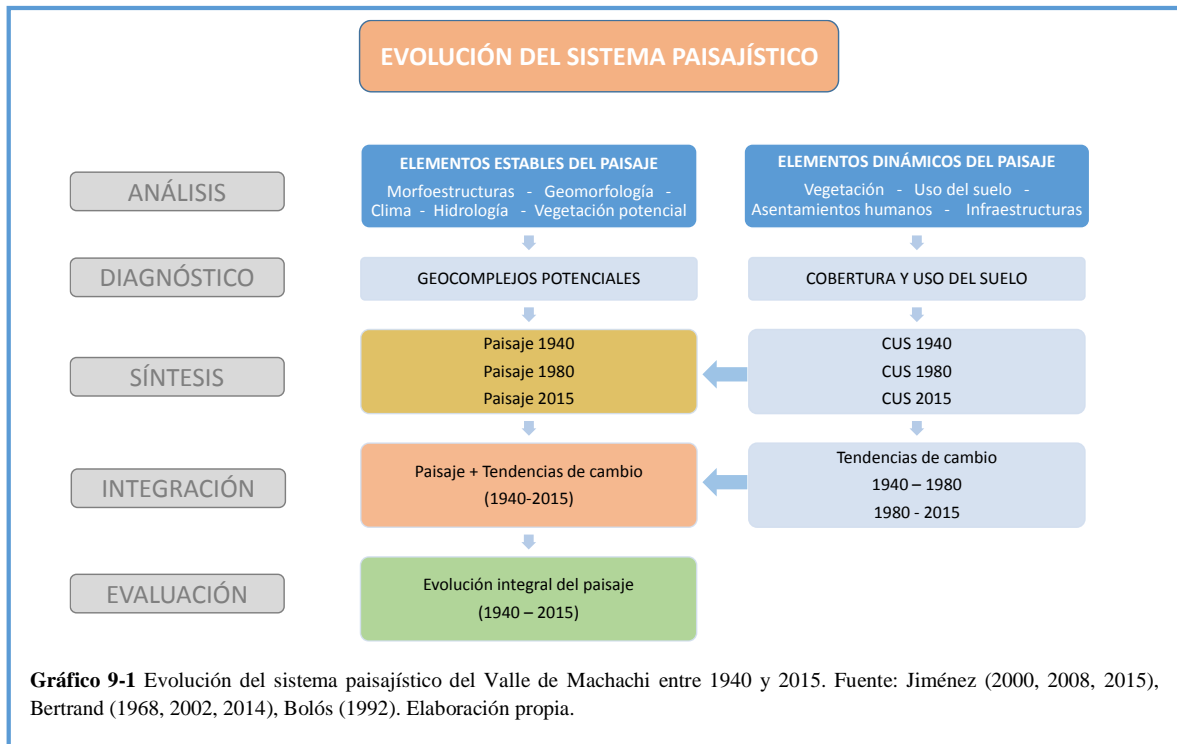 EVOLUCIÓN DEL SISTEMA PAISAJÍSTICO
ANÁLISIS
ELEMENTOS ESTABLES DEL PAISAJE
Morfoestructuras - Geomorfología -
Clima - Hidrología - Vegetación potencial
ELEMENTOS DINÁMICOS DEL PAISAJE
Vegetación - Uso del suelo -
Asentamientos humanos - Infraestructuras
DIAGNÓSTICO
GEOCOMPLEJOS POTENCIALES
COBERTURA Y USO DEL SUELO
SÍNTESIS
Paisaje 1940
Paisaje 1980
Paisaje 2015
CUS 1940
CUS 1980
CUS 2015
INTEGRACIÓN
Paisaje + Tendencias de cambio
(1940-2015)
Tendencias de cambio
1940 – 1980
1980 - 2015
EVALUACIÓN
Evolución integral del paisaje
(1940 – 2015)
Gráfico 9-1 Evolución del sistema paisajístico del Valle de Machachi entre 1940 y 2015. Fuente: Jiménez (2000, 2008, 2015),
Bertrand (1968, 2002, 2014), Bolós (1992). Elaboración propia.